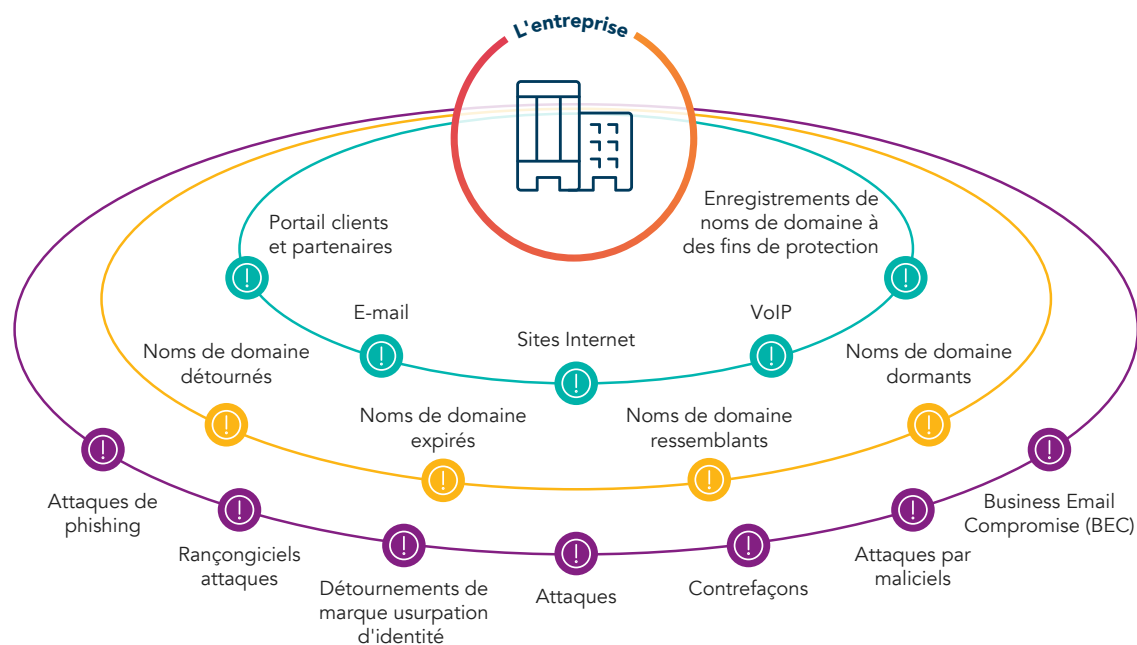 L'entreprise
Portail clients
et partenaires
Enregistrements de
noms de domaine à
des fins de protection
E-mail
Sites Internet
VoIP
Noms de domaine
détournés
Noms de domaine
expirés
Noms de domaine
ressemblants
Noms de domaine
dormants
Attaques de
phishing
Rançongiciels
attaques
Détournements de
marque usurpation
d'identité
Attaques
Contrefaçons
Attaques par
maliciels
Business Email
Compromise (BEC)